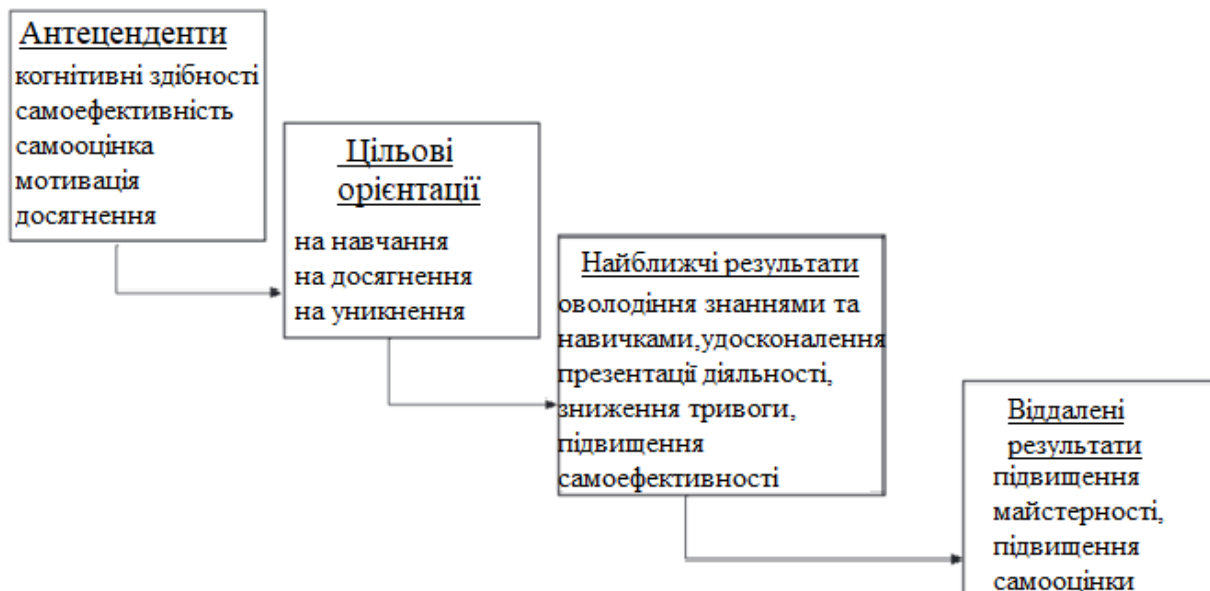 Антеценденти
когнітивні здібності
самоефективність
самооцінка
мотивація
досягнення
Цільові
орієнтації
на навчання
на досягнення
на уникнення
Найближчі результати
оволодіння знаннями та
навичками,удосконалення
презентації діяльності,
зниження тривоги,
підвищення
самоефективності
Віддалені
результати
підвищення
майстерності,
підвищення
самооцінки